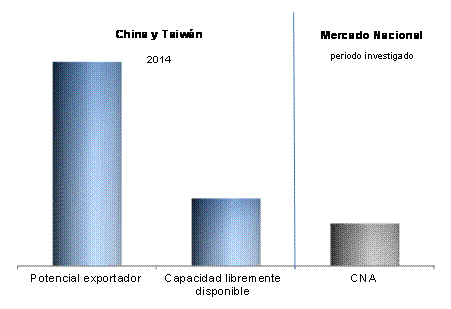 China y Taiwán
2014
Mercado Nacional
periodo investigado
Potencial exportador
Capacidad libremente
disponible
CNA